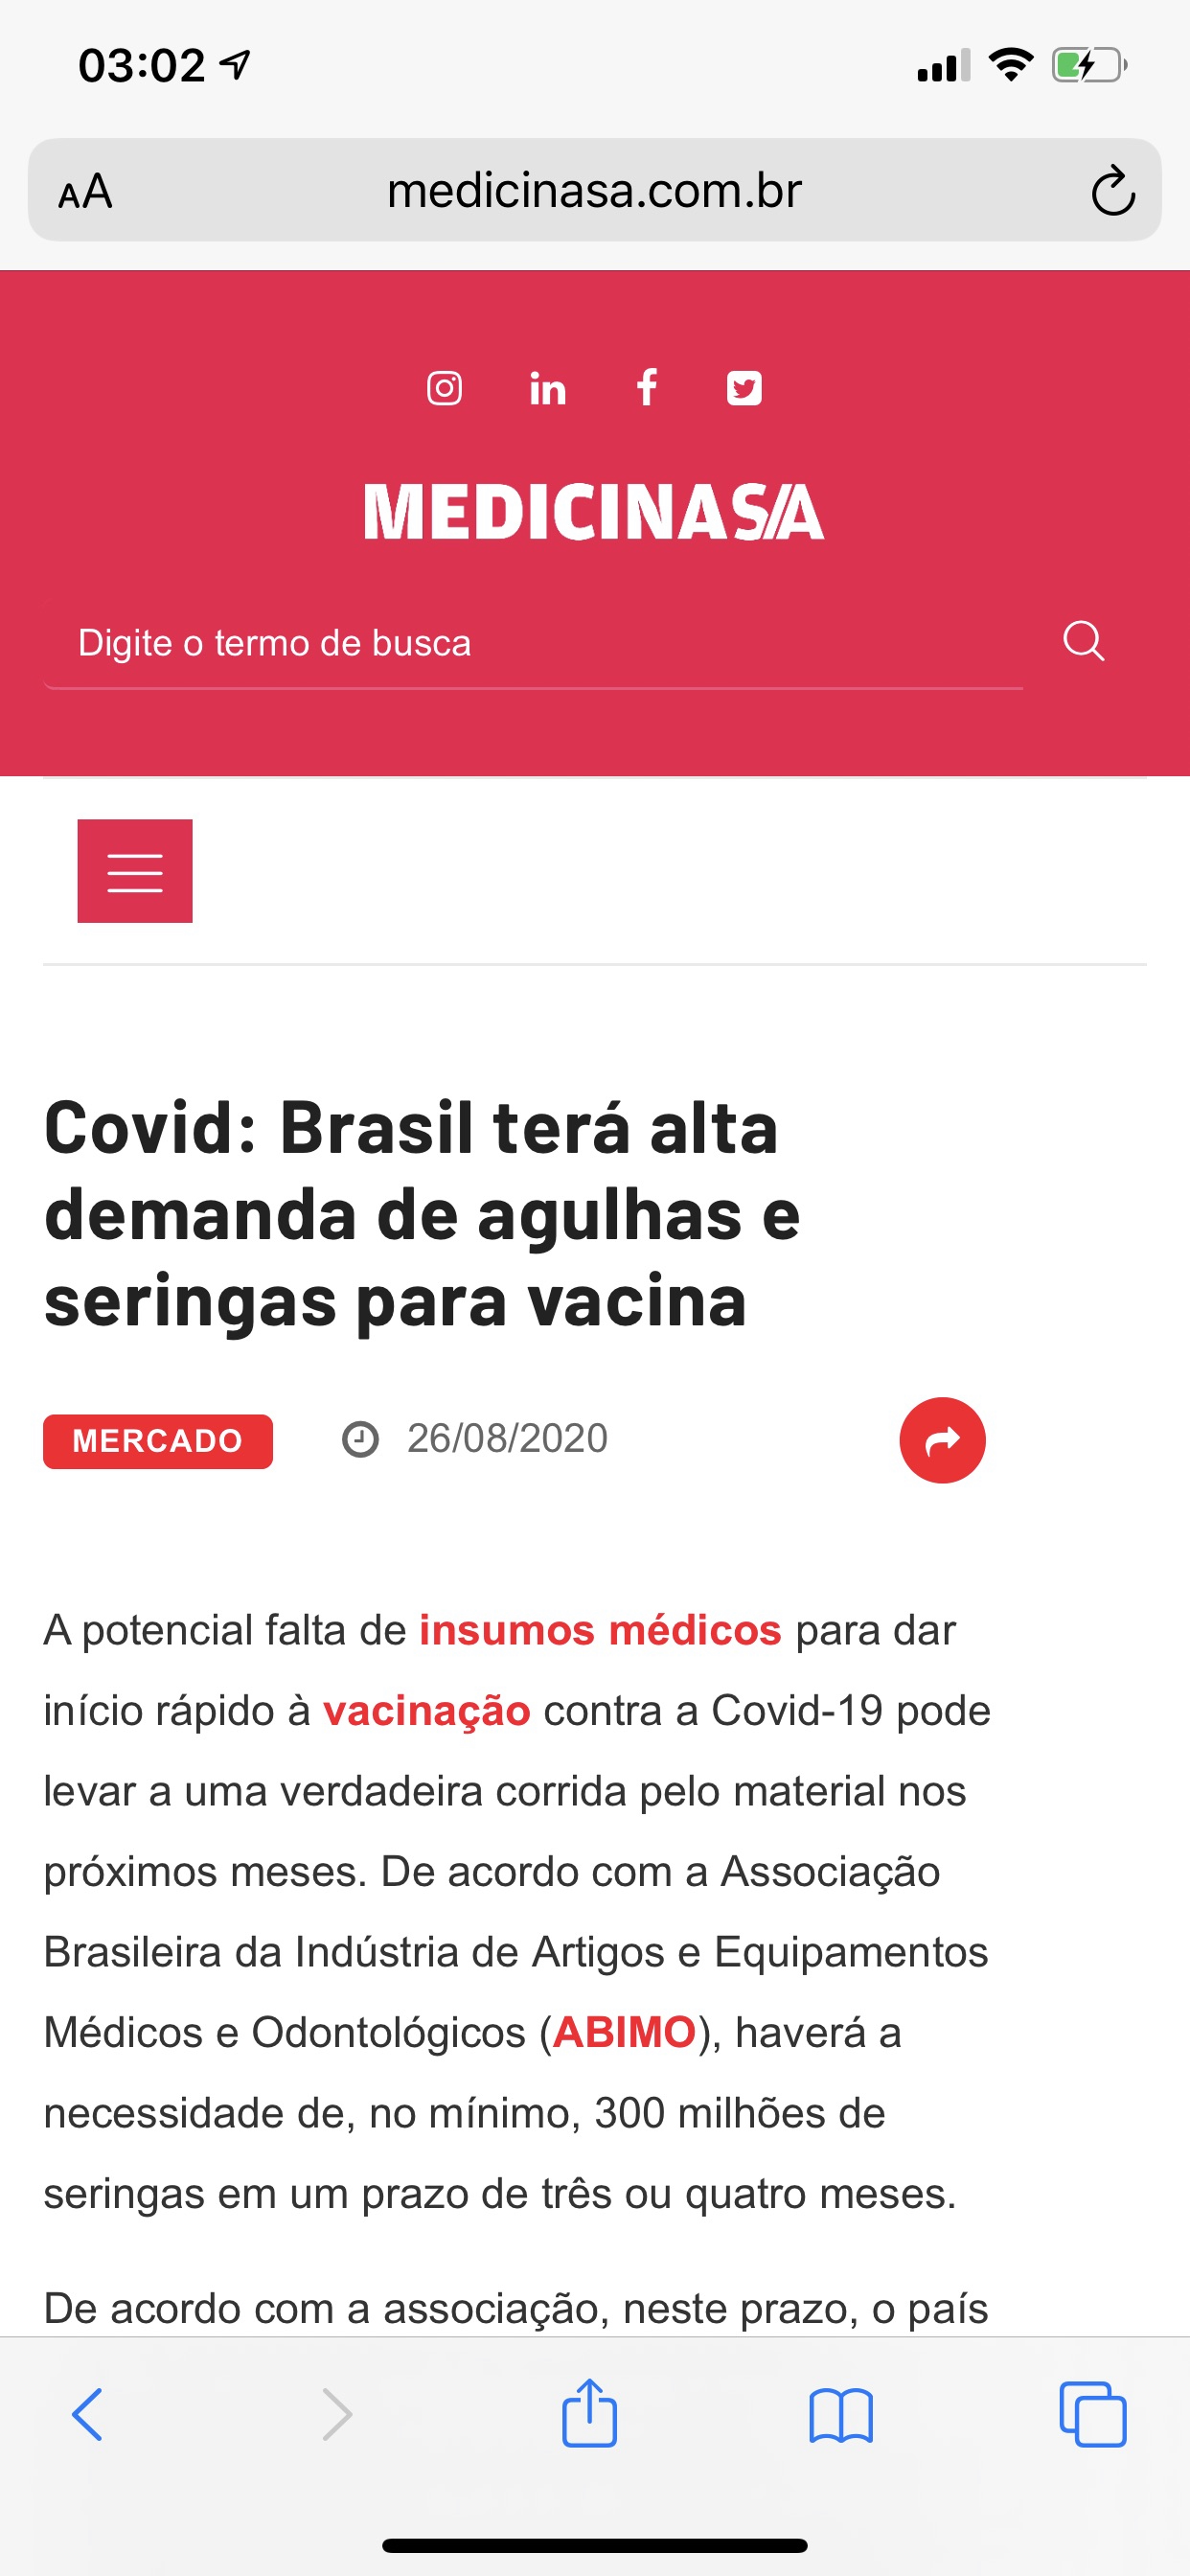 03:02
AA
medicinasa.com.br
in f
MEDICINAS/A
Digite o termo de busca
Covid: Brasil terá alta
demanda de agulhas e
seringas para vacina
MERCADO 26/08/2020
A potencial falta de insumos médicos para dar
início rápido à vacinação contra a Covid-19 pode
levar a uma verdadeira corrida pelo material nos
próximos meses. De acordo com a Associação
Brasileira da Indústria de Artigos e Equipamentos
Médicos e Odontológicos (ABIMO), haverá a
necessidade de, no mínimo, 300 milhões de
seringas em um prazo de três ou quatro meses.
De acordo com a associação, neste prazo, o país